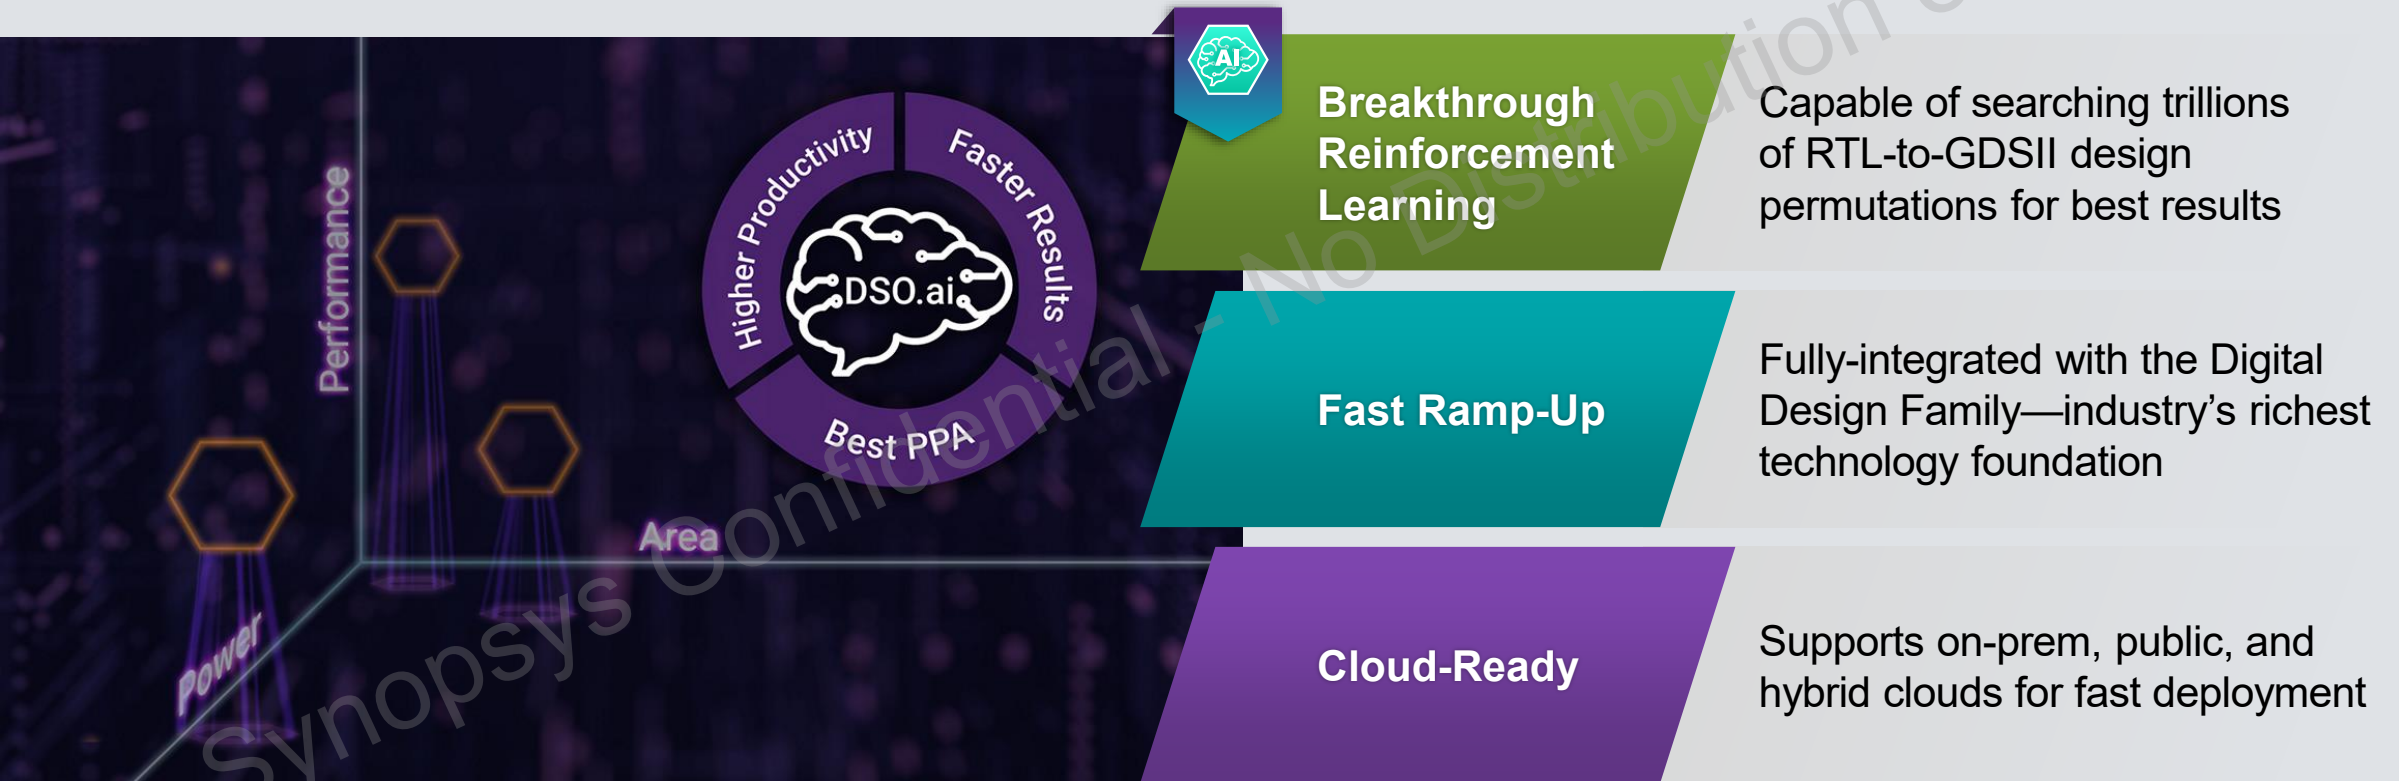 Performance
Power
Area
Higher Productivity
Faster Results
Best PPA
DSO.ai
AI
Breakthrough
Reinforcement
Learning
Capable of searching trillions
of RTL-to-GDSII design
permutations for best results
Fast Ramp-Up
Fully-integrated with the Digital
Design Family—industry’s richest
technology foundation
Cloud-Ready
Supports on-prem, public, and
hybrid clouds for fast deployment
Synopsys Confidential - No Distribution